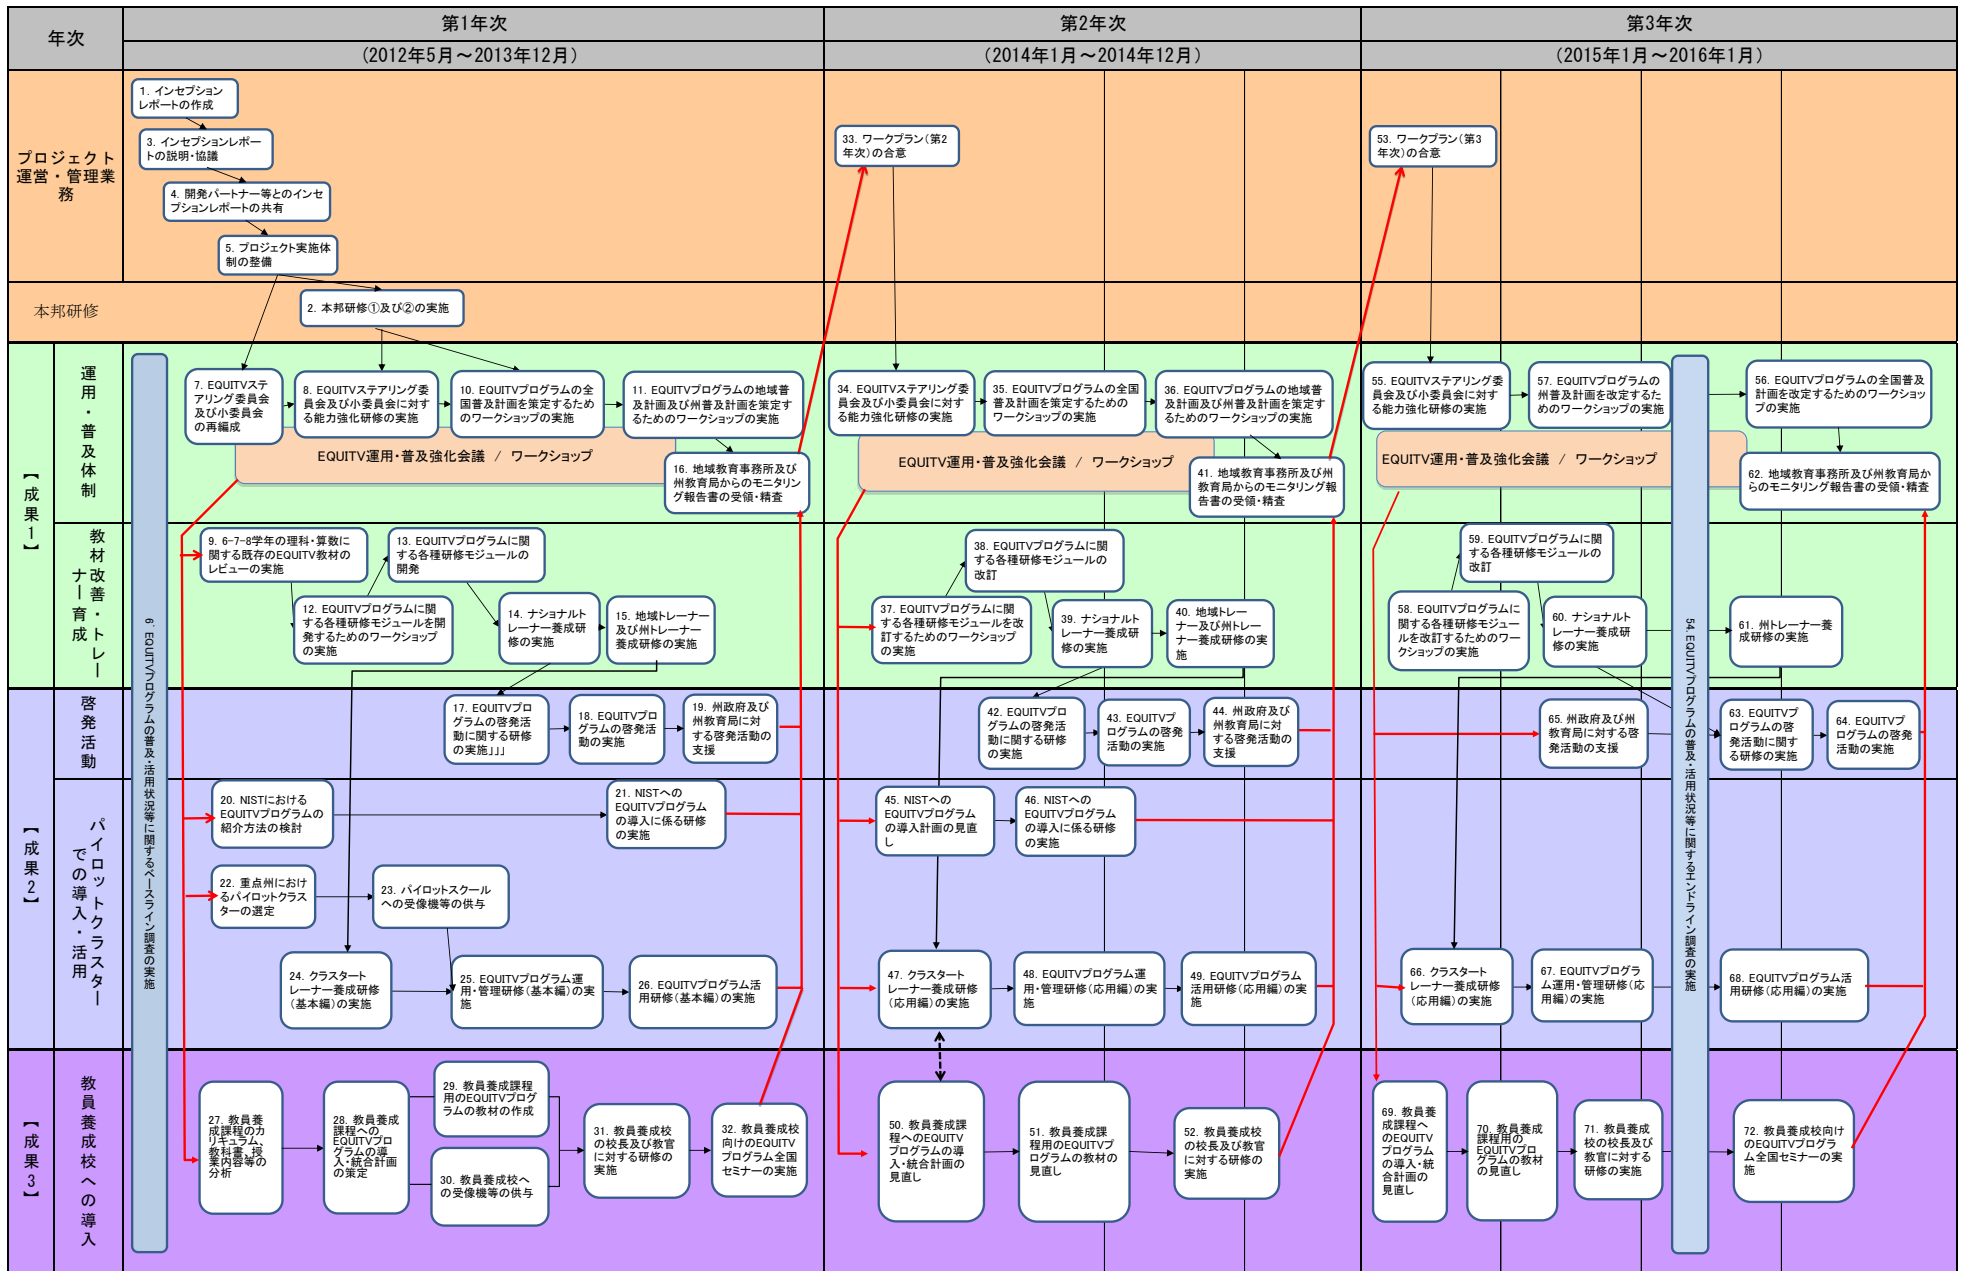 年次
第1年次
第2年次
第3年次
（2012年5月～2013年12月）
（2014年1月～2014年12月）
（2015年1月～2016年1月）
プロジェクト
運営・管理業
務
1. インセプション
レポートの作成
3. インセプションレポー
トの説明・協議
4. 開発パートナー等とのインセ
プションレポートの共有
5. プロジェクト実施体
制の整備
33. ワークプラン（第2
年次）の合意
53. ワークプラン（第3
年次）の合意
本邦研修
2. 本邦研修①及び②の実施
【成果1】
運用・普及体制
7. EQUITVステ
アリング委員会
及び小委員会
の再編成
8. EQUITVステアリング委
員会及び小委員会に対す
る能力強化研修の実施
10. EQUITVプログラムの全
国普及計画を策定するため
のワークショップの実施
11. EQUITVプログラムの地域普
及計画及び州普及計画を策定す
るためのワークショップの実施
EQUITV運用・普及強化会議 / ワークショップ
16. 地域教育事務所及び
州教育局からのモニタリン
グ報告書の受領・精査
34. EQUITVステアリング委
員会及び小委員会に対す
る能力強化研修の実施
35. EQUITVプログラムの全国
普及計画を策定するための
ワークショップの実施
36. EQUITVプログラムの地域普
及計画及び州普及計画を策定す
るためのワークショップの実施
EQUITV運用・普及強化会議 / ワークショップ
41. 地域教育事務所及び州
教育局からのモニタリング報
告書の受領・精査
55. EQUITVステアリング委
員会及び小委員会に対す
る能力強化研修の実施
57. EQUITVプログラムの
州普及計画を改定するた
めのワークショップの実施
56. EQUITVプログラムの全国普及
計画を改定するためのワークショッ
プの実施
EQUITV運用・普及強化会議 / ワークショップ
62. 地域教育事務所及び州教育局か
らのモニタリング報告書の受領・精査
6. EQUITVプログラムの普及・活用状況等に関するベースライン調査の実施
54. EQUITVプログラムの普及・活用状況等に関するエンドライン調査の実施
教材改善・トレー
ナー育成
9. 6-7-8学年の理科・算数に
関する既存のEQUITV教材の
レビューの実施
13. EQUITVプログラムに関
する各種研修モジュールの
開発
12. EQUITVプログラムに関
する各種研修モジュールを開
発するためのワークショップ
の実施
14. ナショナルト
レーナー養成研
修の実施
15. 地域トレーナー
及び州トレーナー
養成研修の実施
38. EQUITVプログラムに関
する各種研修モジュールの
改訂
37. EQUITVプログラムに関
する各種研修モジュールを改
訂するためのワークショップ
の実施
39. ナショナルト
レーナー養成研
修の実施
40. 地域トレー
ナー及び州トレー
ナー養成研修の実
施
59. EQUITVプログラムに関
する各種研修モジュールの
改訂
58. EQUITVプログラムに
関する各種研修モジュー
ルを改訂するためのワー
クショップの実施
60. ナショナルト
レーナー養成研
修の実施
61. 州トレーナー養
成研修の実施
【成果2】
啓発活動
17. EQUITVプロ
グラムの啓発活
動に関する研修
の実施」」」
18. EQUITVプロ
グラムの啓発活
動の実施
19. 州政府及び
州教育局に対
する啓発活動の
支援
42. EQUITVプロ
グラムの啓発活
動に関する研修
の実施
43. EQUITVプ
ログラムの啓発
活動の実施
44. 州政府及び
州教育局に対
する啓発活動の
支援
65. 州政府及び州
教育局に対する啓
発活動の支援
63. EQUITVプ
ログラムの啓
発活動に関す
る研修の実施
64. EQUITVプ
ログラムの啓発
活動の実施
パイロットクラスター
での導入・活用
20. NISTにおける
EQUITVプログラムの
紹介方法の検討
21. NISTへの
EQUITVプログラム
の導入に係る研修
の実施
22. 重点州におけ
るパイロットクラス
ターの選定
23. パイロットスクール
への受像機等の供与
24. クラスタート
レーナー養成研修
（基本編）の実施
25. EQUITVプログラム運
用・管理研修（基本編）の実
施
26. EQUITVプログラム活
用研修（基本編）の実施
45. NISTへの
EQUITVプログラム
の導入計画の見直
し
46. NISTへの
EQUITVプログラム
の導入に係る研修
の実施
47. クラスタート
レーナー養成研修
（応用編）の実施
48. EQUITVプログラム運
用・管理研修（応用編）の実
施
49. EQUITVプログラム
活用研修（応用編）の実
施
66. クラスタート
レーナー養成研修
（応用編）の実施
67. EQUITVプログラ
ム運用・管理研修（応
用編）の実施
68. EQUITVプログラム活
用研修（応用編）の実施
【成果3】
教員養成校への導入
27. 教員養
成課程のカ
リキュラム、
教科書、授
業内容等の
分析
28. 教員養成
課程への
EQUITVプロ
グラムの導
入・統合計画
の策定
29. 教員養成課程
用のEQUITVプログ
ラムの教材の作成
30. 教員養成校へ
の受像機等の供与
31. 教員養成校
の校長及び教官
に対する研修の
実施
32. 教員養成校
向けのEQUITV
プログラム全国
セミナーの実施
50. 教員養成課
程へのEQUITV
プログラムの導
入・統合計画の
見直し
51. 教員養成課
程用のEQUITVプ
ログラムの教材の
見直し
52. 教員養成校
の校長及び教官
に対する研修の
実施
69. 教員養
成課程へ
のEQUITV
プログラム
の導入・統
合計画の
見直し
70. 教員養成
課程用の
EQUITVプロ
グラムの教材
の見直し
71. 教員養成
校の校長及び
教官に対する
研修の実施
72. 教員養成校向け
のEQUITVプログラ
ム全国セミナーの実
施